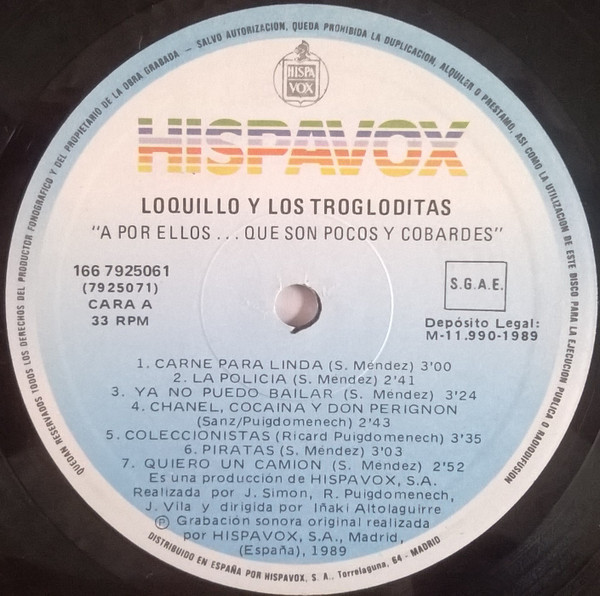 QUEDAN RESERVADOS TODOS LOS DERECHOS DEL PRODUCTOR FONOGRAFICO Y DEL PROPIETARIO DE LA OBRA GRABADA – SALVO AUTORIZACION, QUEDA PROHIBIDA LA DUPLICACION, ALQUILER O PRESTAMO, ASI COMO LA UTILIZACION DE ESTE DISCO PARA LA EJECUCION PUBLICA O RADIODIFUSION
HISPA
VOX
HISPAVOX
LOQUILLO Y LOS TROGLODITAS
"A POR ELLOS... QUE SON POCOS Y COBARDES"
166 7925061
(7925071)
CARA A
33 RPM
S.G.A.E.
Depósito Legal:
M-11.990-1989
1. CARNE PARA LINDA (S. Méndez) 3'00
2. LA POLICIA (S. Méndez) 2'41
3. YA NO PUEDO BAILAR (S. Méndez) 3'24
4. CHANEL, COCAINA Y DON PERIGNON
(Sanz/Puigdomenech) 2'43
5. COLECCIONISTAS (Ricard Puigdomenech) 3'35
6. PIRATAS (S. Méndez) 3'03
7. QUIERO UN CAMION (S. Méndez) 2'52
Es una producción de HISPAVOX, S.A.
Realizada por J. Simon, R. Puigdomenech,
J. Vila y dirigida por Iñaki Altolaguirre
Ⓟ Grabación sonora original realizada
por HISPAVOX, S.A., Madrid,
(España), 1989
DISTRIBUIDO EN ESPAÑA POR HISPAVOX, S. A., Torrelaguna, 64 - MADRID